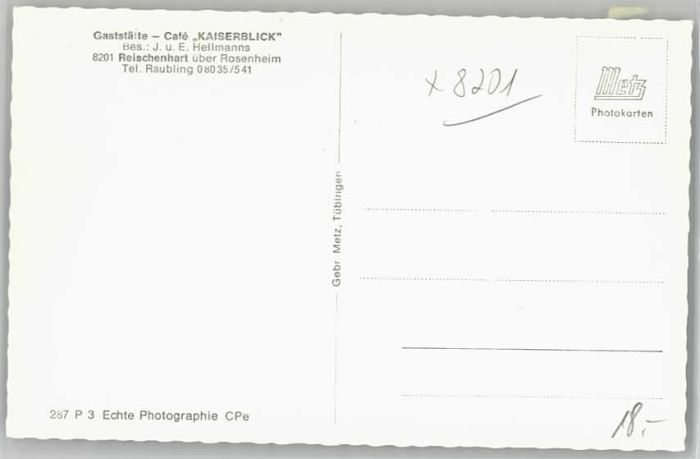 Gaststätte – Café „KAISERBLICK"
Bes.: J. u. E. Hellmanns
8201 Reischenhart über Rosenheim
Tel. Raubling 08035/541
x 8201
Metz
Photokarten
Gebr. Metz, Tübingen
287 P 3 Echte Photographie CPe
18.-